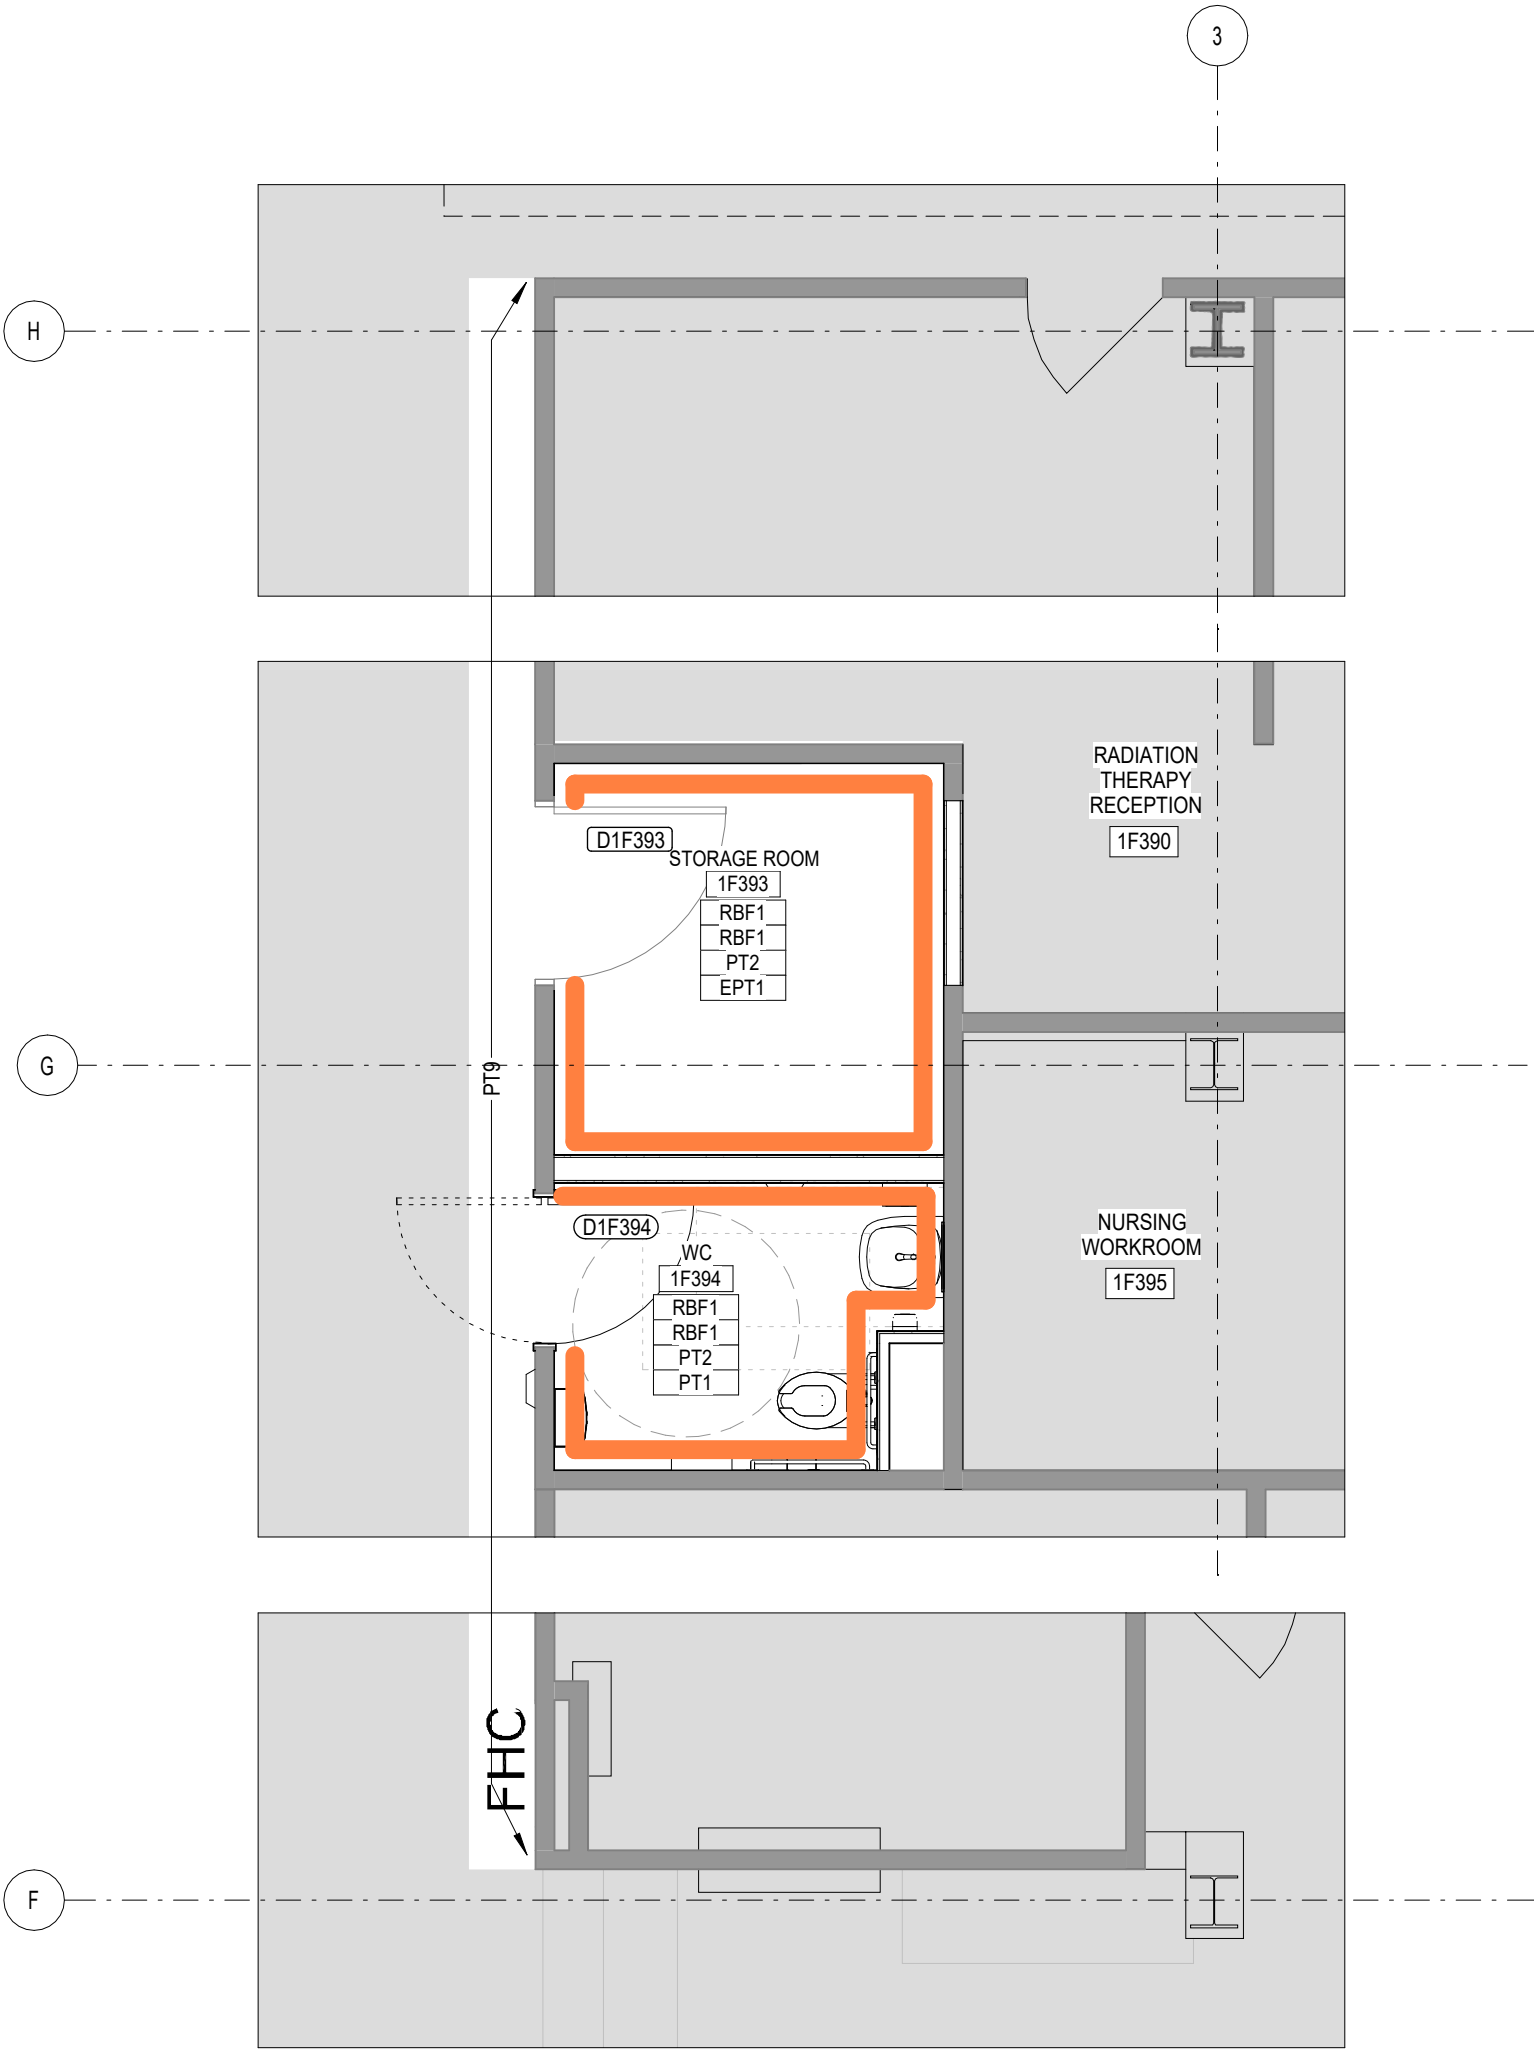 3
H
RADIATION
THERAPY
RECEPTION
1F390
D1F393
STORAGE ROOM
1F393
RBF1
RBF1
PT2
EPT1
G
PT9
D1F394
WC
1F394
RBF1
RBF1
PT2
PT1
NURSING
WORKROOM
1F395
FHC
F